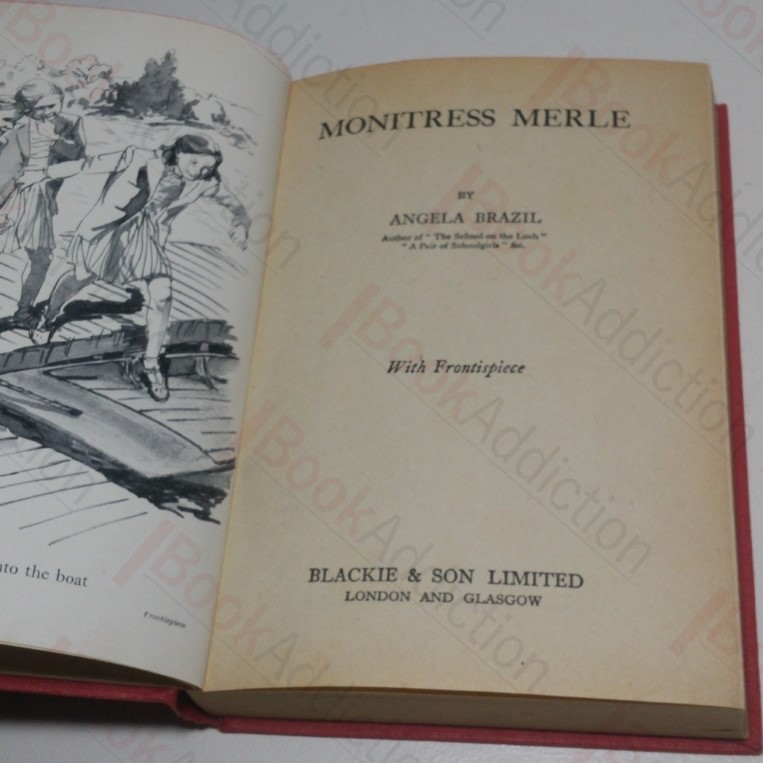 nto the boat
Frontispiece
MONITRESS MERLE
BY
ANGELA BRAZIL
Author of "The School on the Loch"
"A Pair of Schoolgirls" &c.
With Frontispiece
BLACKIE & SON LIMITED
LONDON AND GLASGOW
BookAddiction